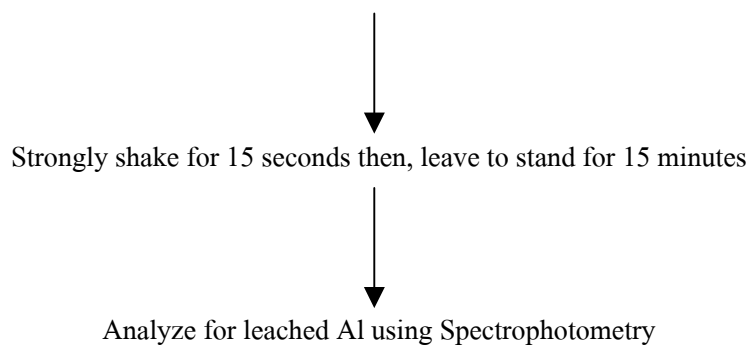 Strongly shake for 15 seconds then, leave to stand for 15 minutes
Analyze for leached Al using Spectrophotometry